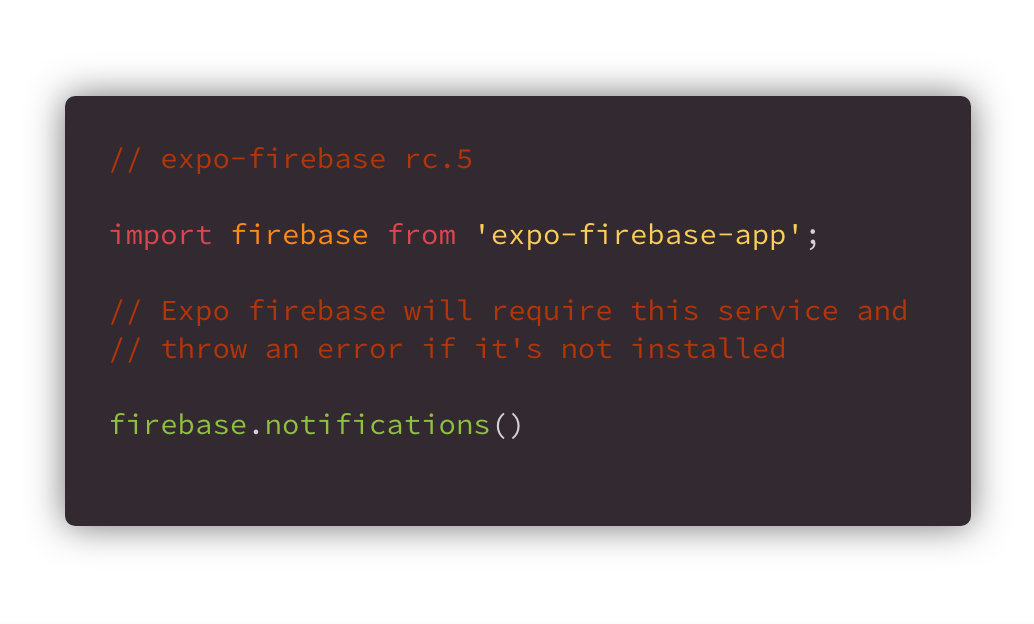 // expo-firebase rc.5
import firebase from 'expo-firebase-app';
// Expo firebase will require this service and
// throw an error if it's not installed
firebase.notifications()